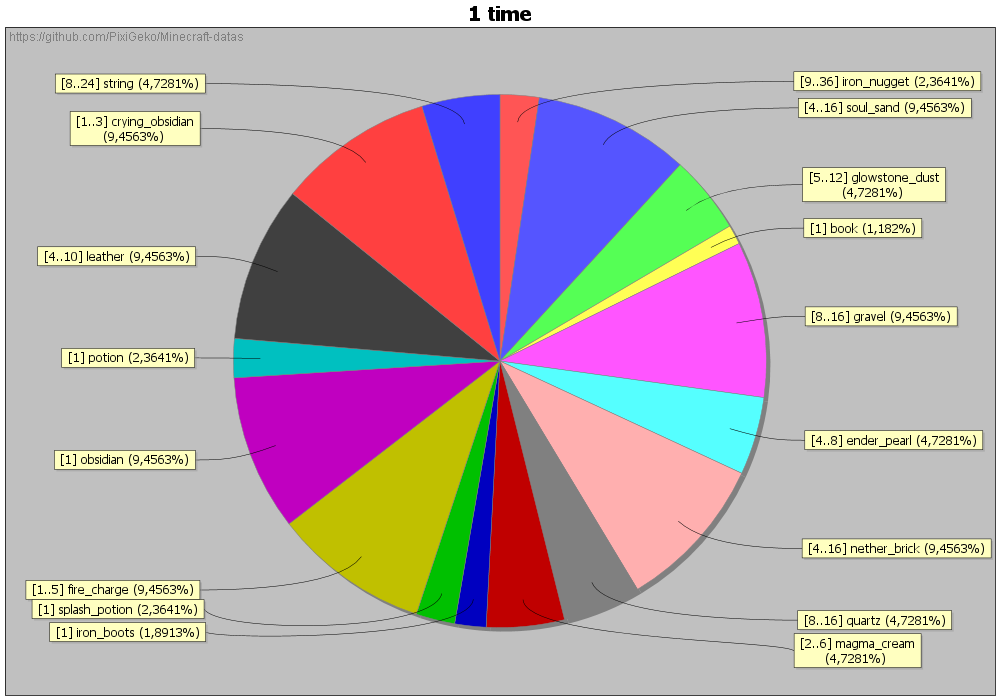 1 time
https://github.com/PixiGeko/Minecraft-datas
[8..24] string (4,7281%)
[1..3] crying_obsidian
(9,4563%)
[4..10] leather (9,4563%)
[1] potion (2,3641%)
[1] obsidian (9,4563%)
[1..5] fire_charge (9,4563%)
[1] splash_potion (2,3641%)
[1] iron_boots (1,8913%)
[9..36] iron_nugget (2,3641%)
[4..16] soul_sand (9,4563%)
[5..12] glowstone_dust
(4,7281%)
[1] book (1,182%)
[8..16] gravel (9,4563%)
[4..8] ender_pearl (4,7281%)
[4..16] nether_brick (9,4563%)
[8..16] quartz (4,7281%)
[2..6] magma_cream
(4,7281%)